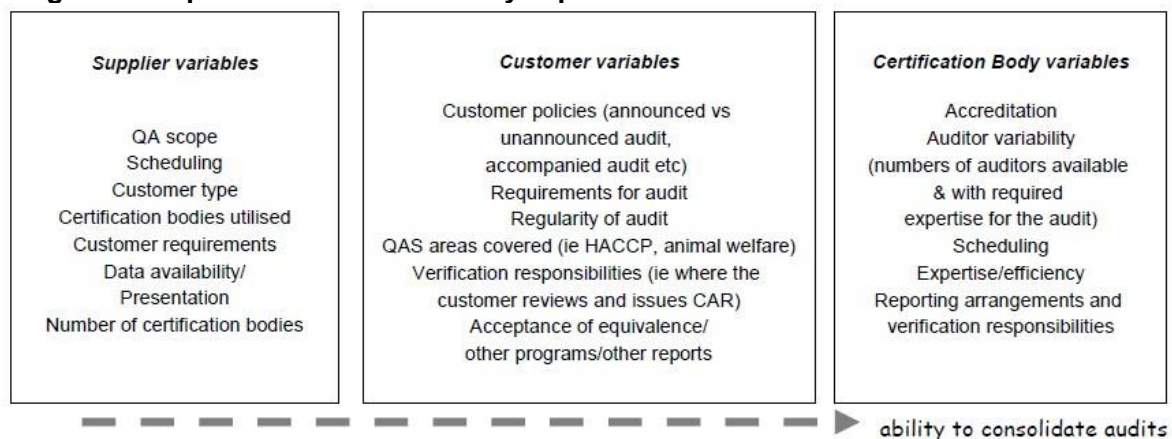 Supplier variables
QA scope
Scheduling
Customer type
Certification bodies utilised
Customer requirements
Data availability/
Presentation
Number of certification bodies
Customer variables
Customer policies (announced vs
unannounced audit,
accompanied audit etc)
Requirements for audit
Regularity of audit
QAS areas covered (ie HACCP, animal welfare)
Verification responsibilities (ie where the
customer reviews and issues CAR)
Acceptance of equivalence/
other programs/other reports
Certification Body variables
Accreditation
Auditor variability
(numbers of auditors available
& with required
expertise for the audit)
Scheduling
Expertise/efficiency
Reporting arrangements and
verification responsibilities
ability to consolidate audits